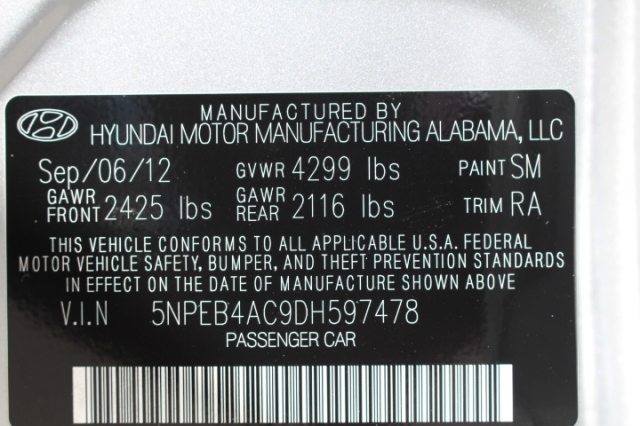 MANUFACTURED BY
HYUNDAI MOTOR MANUFACTURING ALABAMA, LLC
Sep/06/12 GVWR 4299 lbs PAINT SM
GAWR FRONT 2425 lbs GAWR REAR 2116 lbs TRIM RA
THIS VEHICLE CONFORMS TO ALL APPLICABLE U.S.A. FEDERAL
MOTOR VEHICLE SAFETY, BUMPER, AND THEFT PREVENTION STANDARDS
IN EFFECT ON THE DATE OF MANUFACTURE SHOWN ABOVE
V.I.N 5NPEB4AC9DH597478
PASSENGER CAR